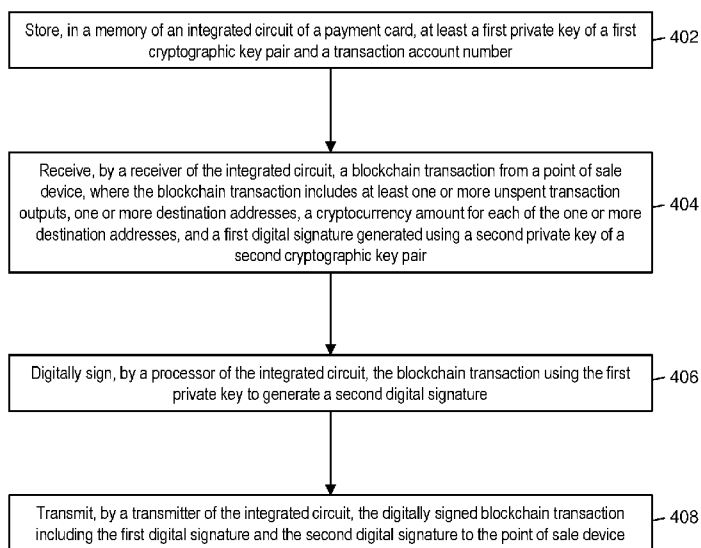 Store, in a memory of an integrated circuit of a payment card, at least a first private key of a first
cryptographic key pair and a transaction account number
402
Receive, by a receiver of the integrated circuit, a blockchain transaction from a point of sale
device, where the blockchain transaction includes at least one or more unspent transaction
outputs, one or more destination addresses, a cryptocurrency amount for each of the one or more
destination addresses, and a first digital signature generated using a second private key of a
second cryptographic key pair
404
Digitally sign, by a processor of the integrated circuit, the blockchain transaction using the first
private key to generate a second digital signature
406
Transmit, by a transmitter of the integrated circuit, the digitally signed blockchain transaction
including the first digital signature and the second digital signature to the point of sale device
408